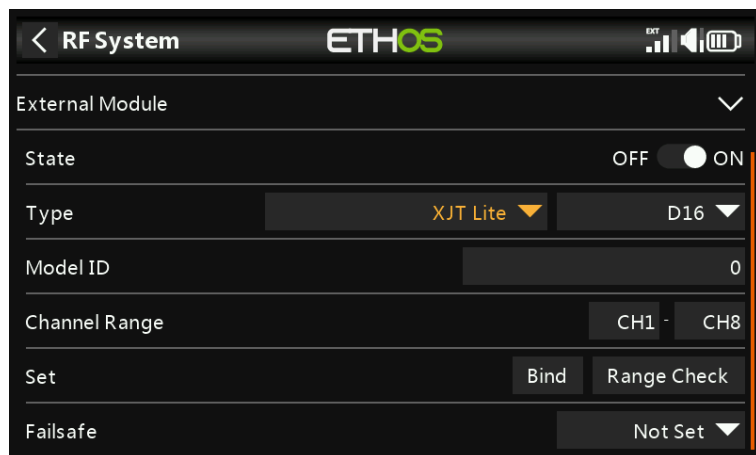 RF System ETHOS EXT
External Module
State OFF ON
Type XJT Lite D16
Model ID 0
Channel Range CH1 - CH8
Set Bind Range Check
Failsafe Not Set